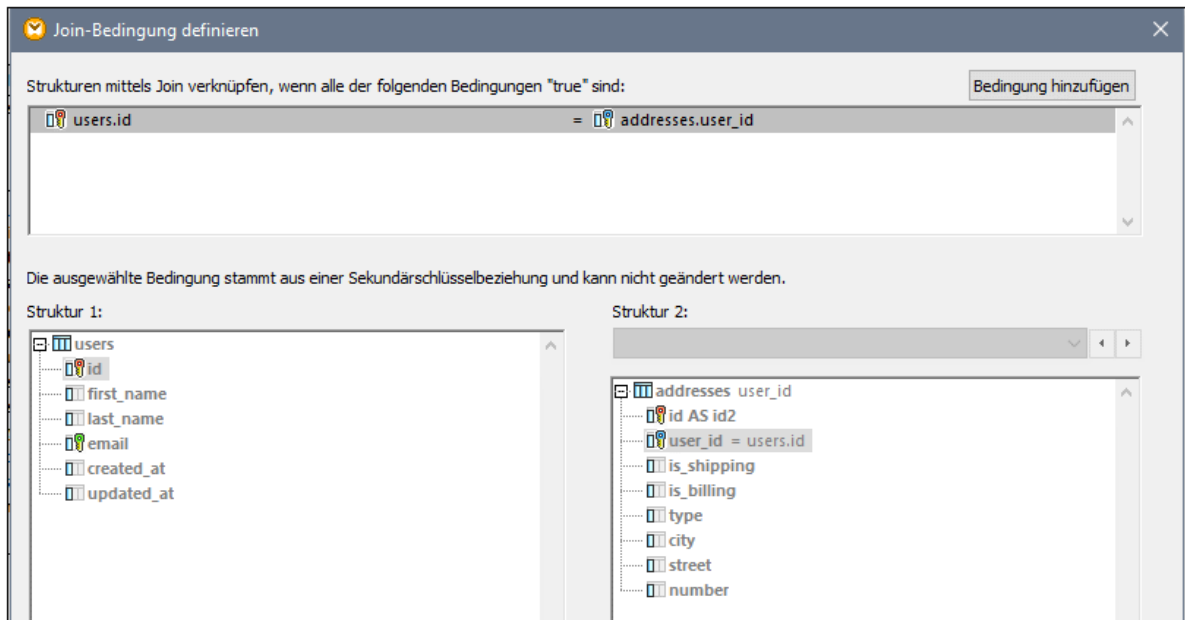 Join-Bedingung definieren
Strukturen mittels Join verknüpfen, wenn alle der folgenden Bedingungen "true" sind:
Bedingung hinzufügen
users.id = addresses.user_id
Die ausgewählte Bedingung stammt aus einer Sekundärschlüsselbeziehung und kann nicht geändert werden.
Struktur 1:
users
id
first_name
last_name
email
created_at
updated_at
Struktur 2:
addresses user_id
id AS id2
user_id = users.id
is_shipping
is_billing
type
city
street
number